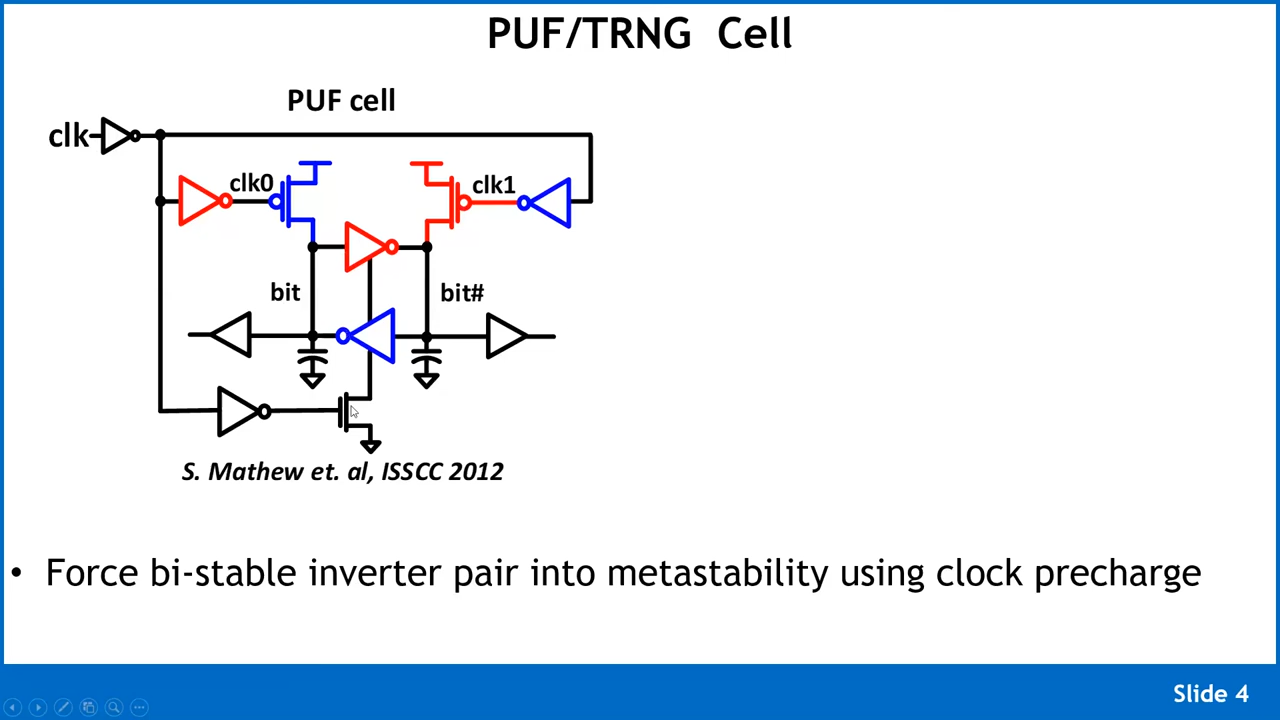 PUF/TRNG Cell
PUF cell
clk
clk0
clk1
bit
bit#
S. Mathew et. al, ISSCC 2012
• Force bi-stable inverter pair into metastability using clock precharge
Slide 4